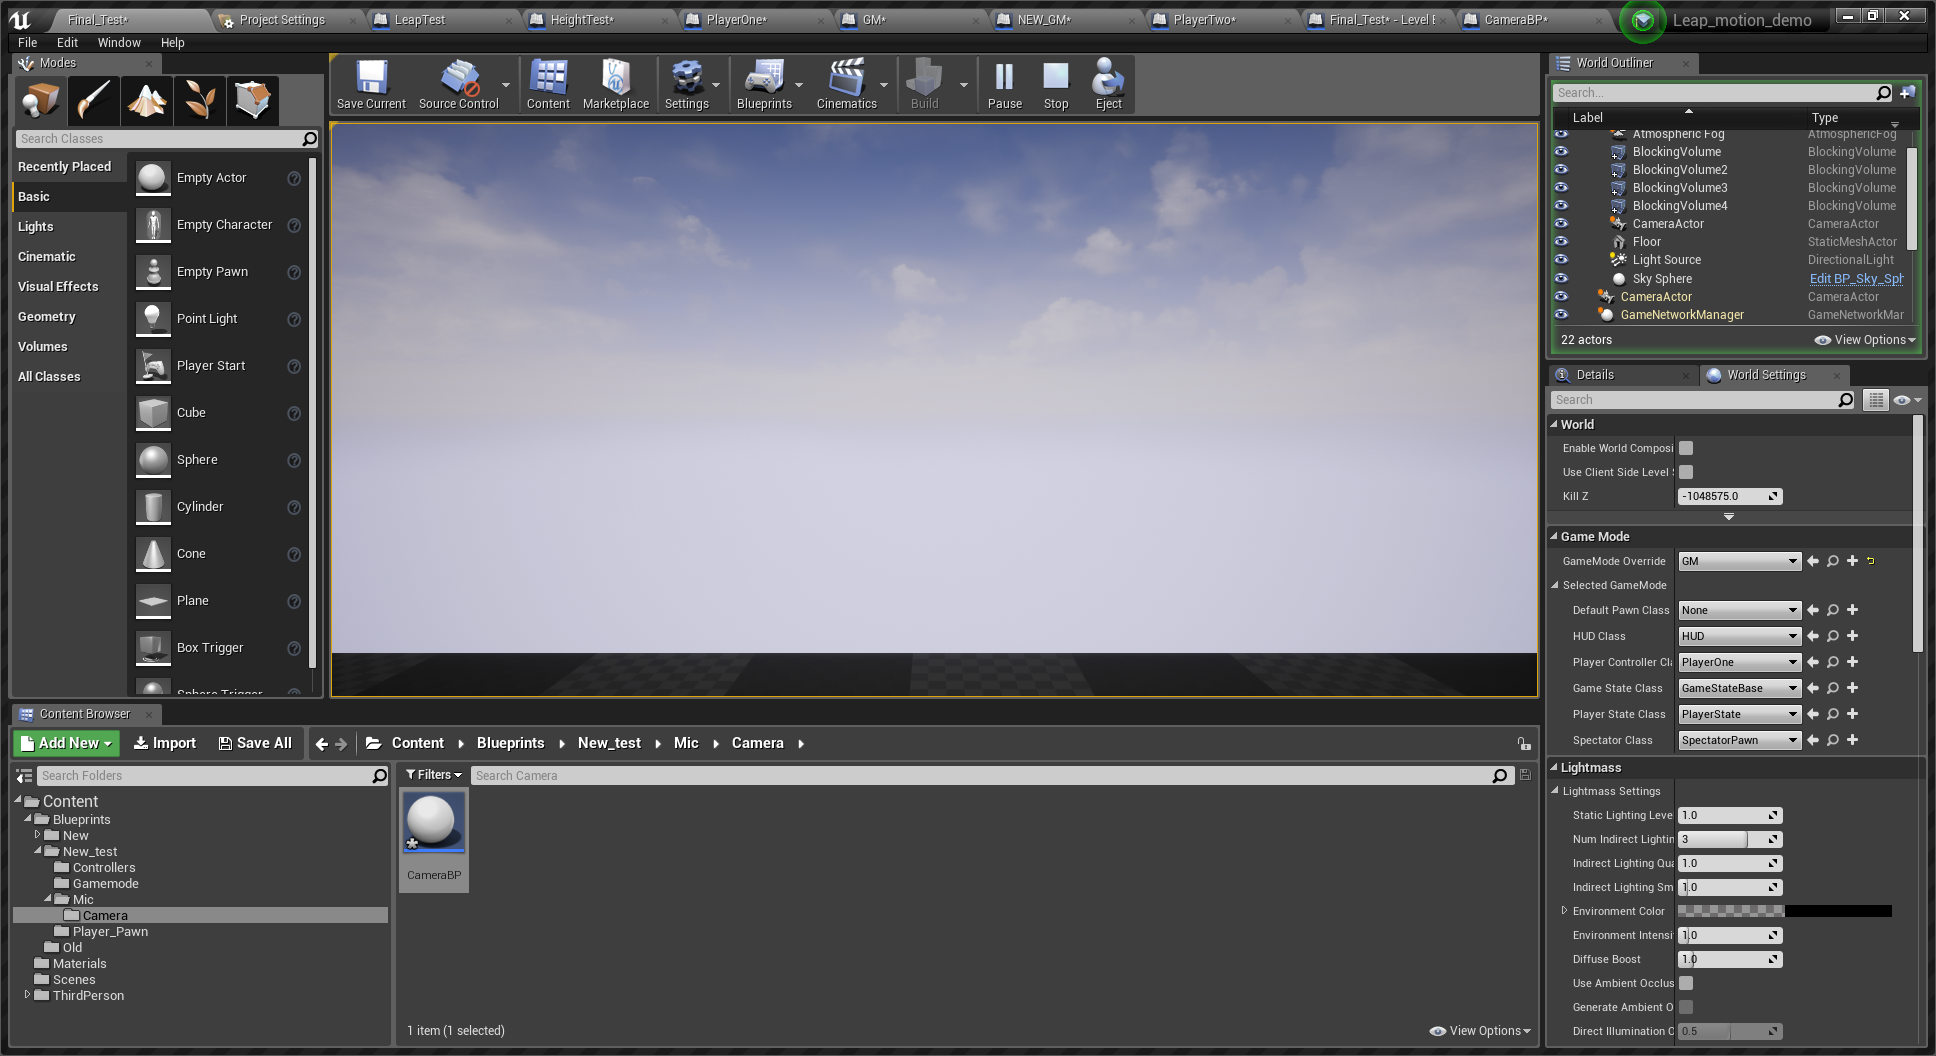 Final_Test*
Project Settings
LeapTest
HeightTest*
PlayerOne*
GM*
NEW_GM*
PlayerTwo*
Final_Test* - Level
CameraBP*
Leap_motion_demo
File
Edit
Window
Help
Modes
Search Classes
Recently Placed
Basic
Lights
Cinematic
Visual Effects
Geometry
Volumes
All Classes
Empty Actor
Empty Character
Empty Pawn
Point Light
Player Start
Cube
Sphere
Cylinder
Cone
Plane
Box Trigger
Sphere Trigger
Save Current
Source Control
Content
Marketplace
Settings
Blueprints
Cinematics
Build
Pause
Stop
Eject
World Outliner
Search...
Label Type
Atmospheric Fog AtmosphericFog
BlockingVolume BlockingVolume
BlockingVolume2 BlockingVolume
BlockingVolume3 BlockingVolume
BlockingVolume4 BlockingVolume
CameraActor CameraActor
Floor StaticMeshActor
Light Source DirectionalLight
Sky Sphere Edit BP_Sky_Sph
CameraActor CameraActor
GameNetworkManager GameNetworkMar
22 actors
View Options
Details
World Settings
Search
World
Enable World Composi
Use Client Side Level
Kill Z -1048575.0
Game Mode
GameMode Override GM
Selected GameMode
Default Pawn Class None
HUD Class HUD
Player Controller Cl PlayerOne
Game State Class GameStateBase
Player State Class PlayerState
Spectator Class SpectatorPawn
Lightmass
Lightmass Settings
Static Lighting Leve 1.0
Num Indirect Lightin 3
Indirect Lighting Qua 1.0
Indirect Lighting Sm 1.0
Environment Color
Environment Intensi 1.0
Diffuse Boost 1.0
Use Ambient Occlus
Generate Ambient O
Direct Illumination O 0.5
Content Browser
Add New
Import
Save All
Content
Blueprints
New_test
Mic
Camera
Search Folders
Content
Blueprints
New
New_test
Controllers
Gamemode
Mic
Camera
Player_Pawn
Old
Materials
Scenes
ThirdPerson
Filters
Search Camera
CameraBP
1 item (1 selected)
View Options